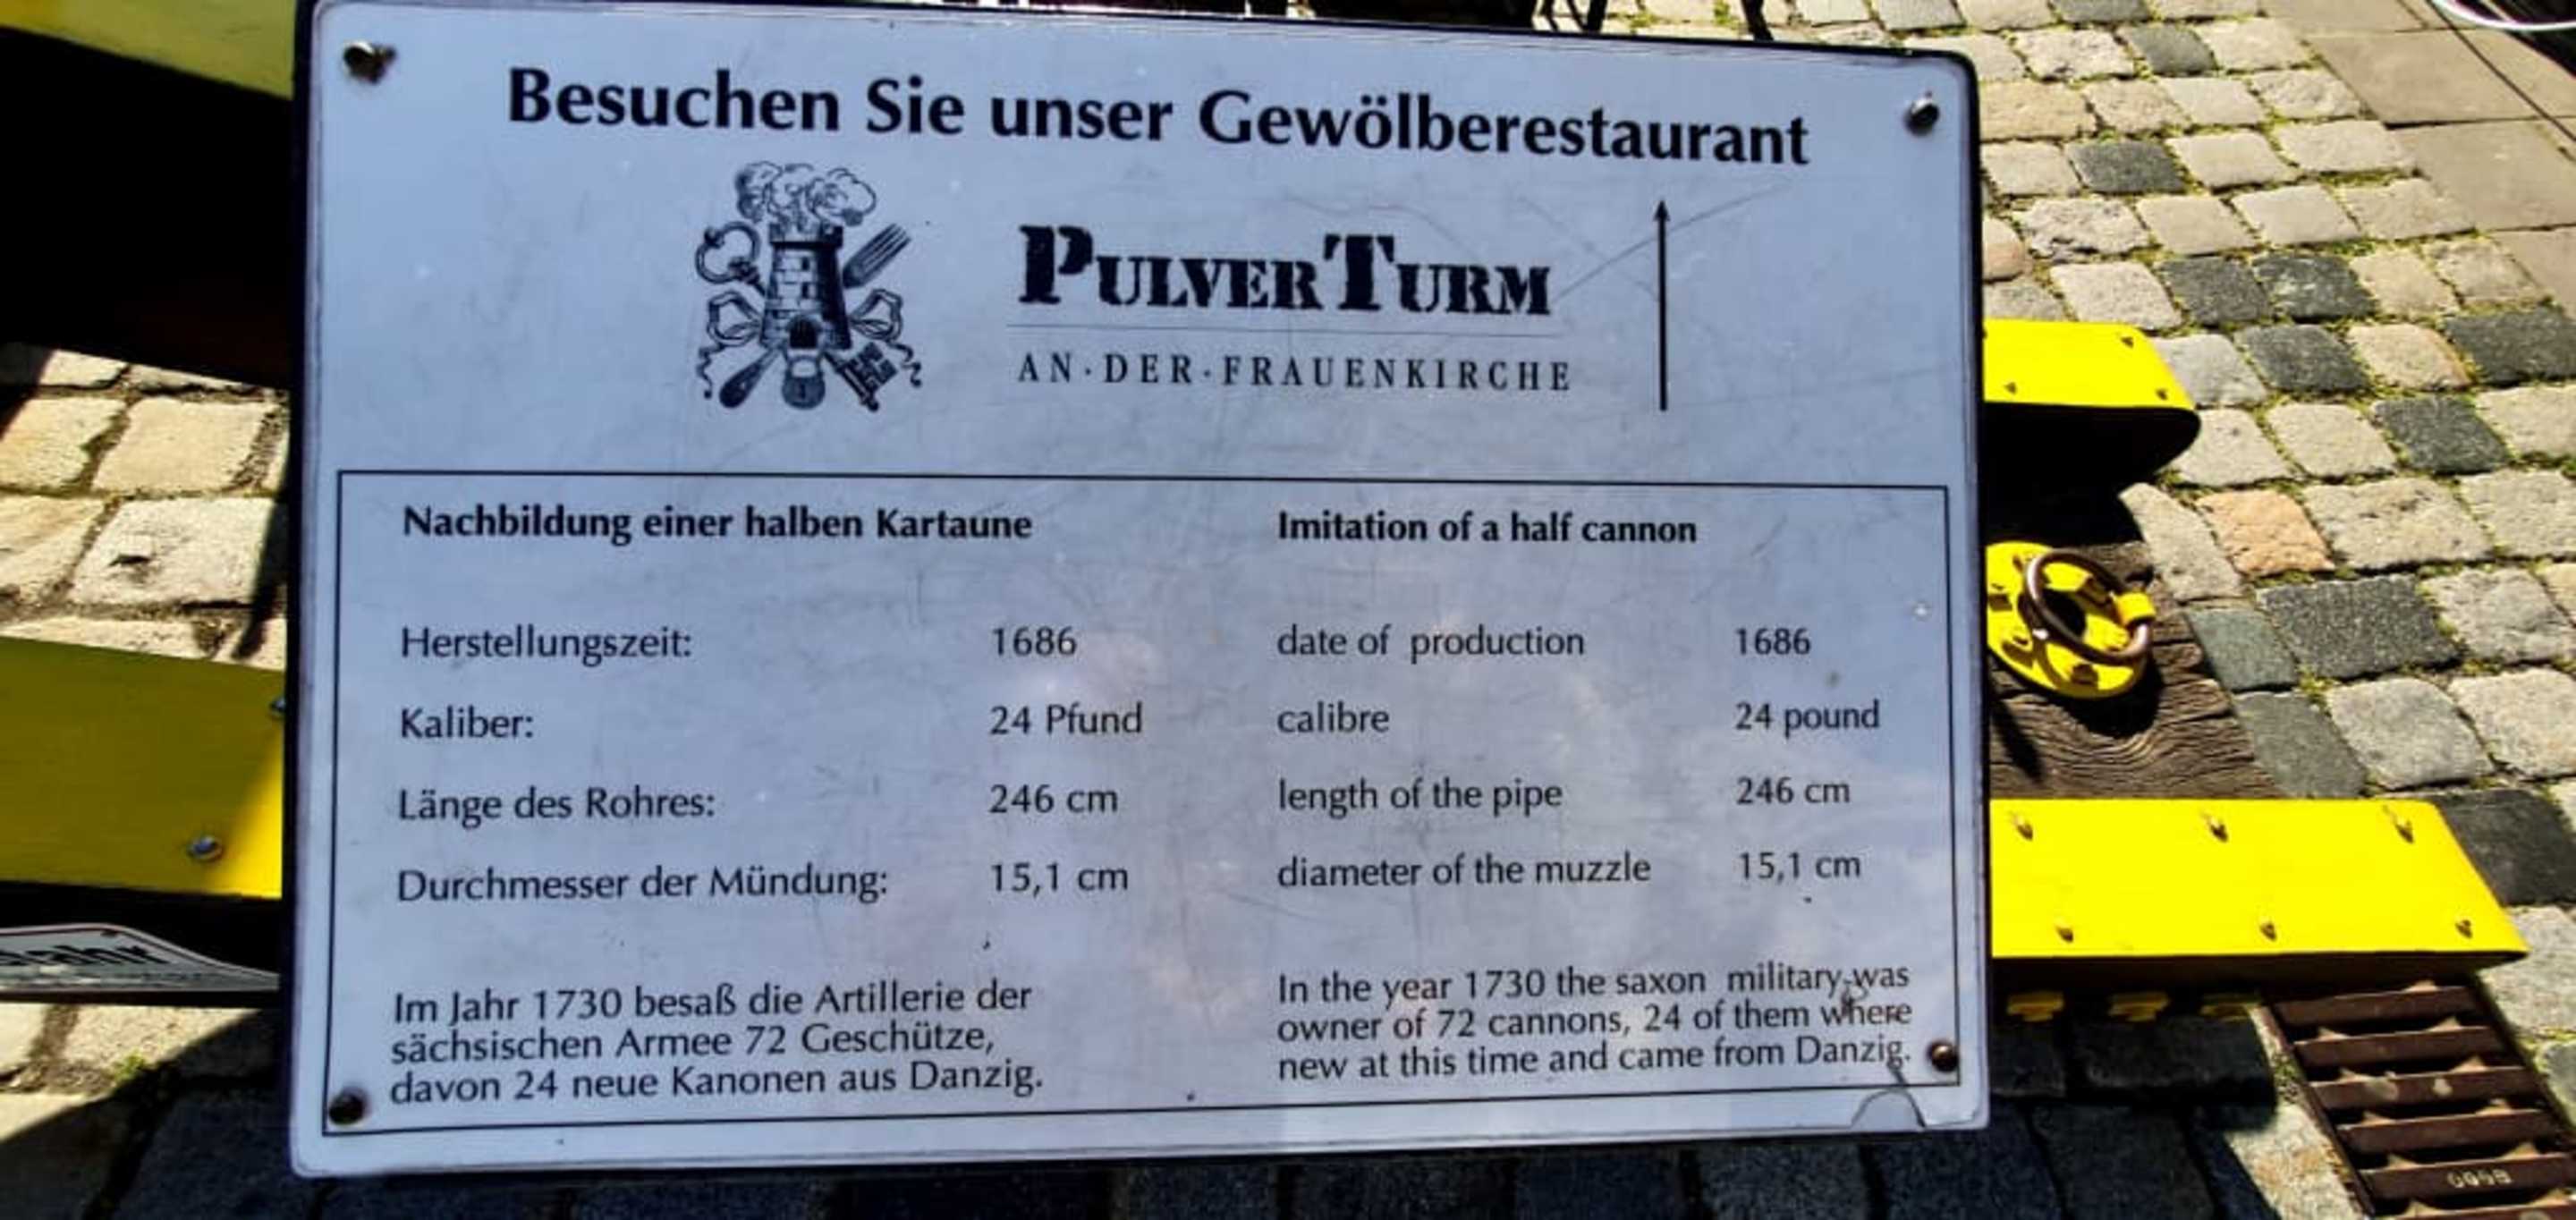 Besuchen Sie unser Gewölberestaurant
PULVERTURM
AN·DER·FRAUENKIRCHE
Nachbildung einer halben Kartaune
Herstellungszeit: 1686
Kaliber: 24 Pfund
Länge des Rohres: 246 cm
Durchmesser der Mündung: 15,1 cm
Im Jahr 1730 besaß die Artillerie der
sächsischen Armee 72 Geschütze,
davon 24 neue Kanonen aus Danzig.
Imitation of a half cannon
date of production 1686
calibre 24 pound
length of the pipe 246 cm
diameter of the muzzle 15,1 cm
In the year 1730 the saxon military was
owner of 72 cannons, 24 of them where
new at this time and came from Danzig.